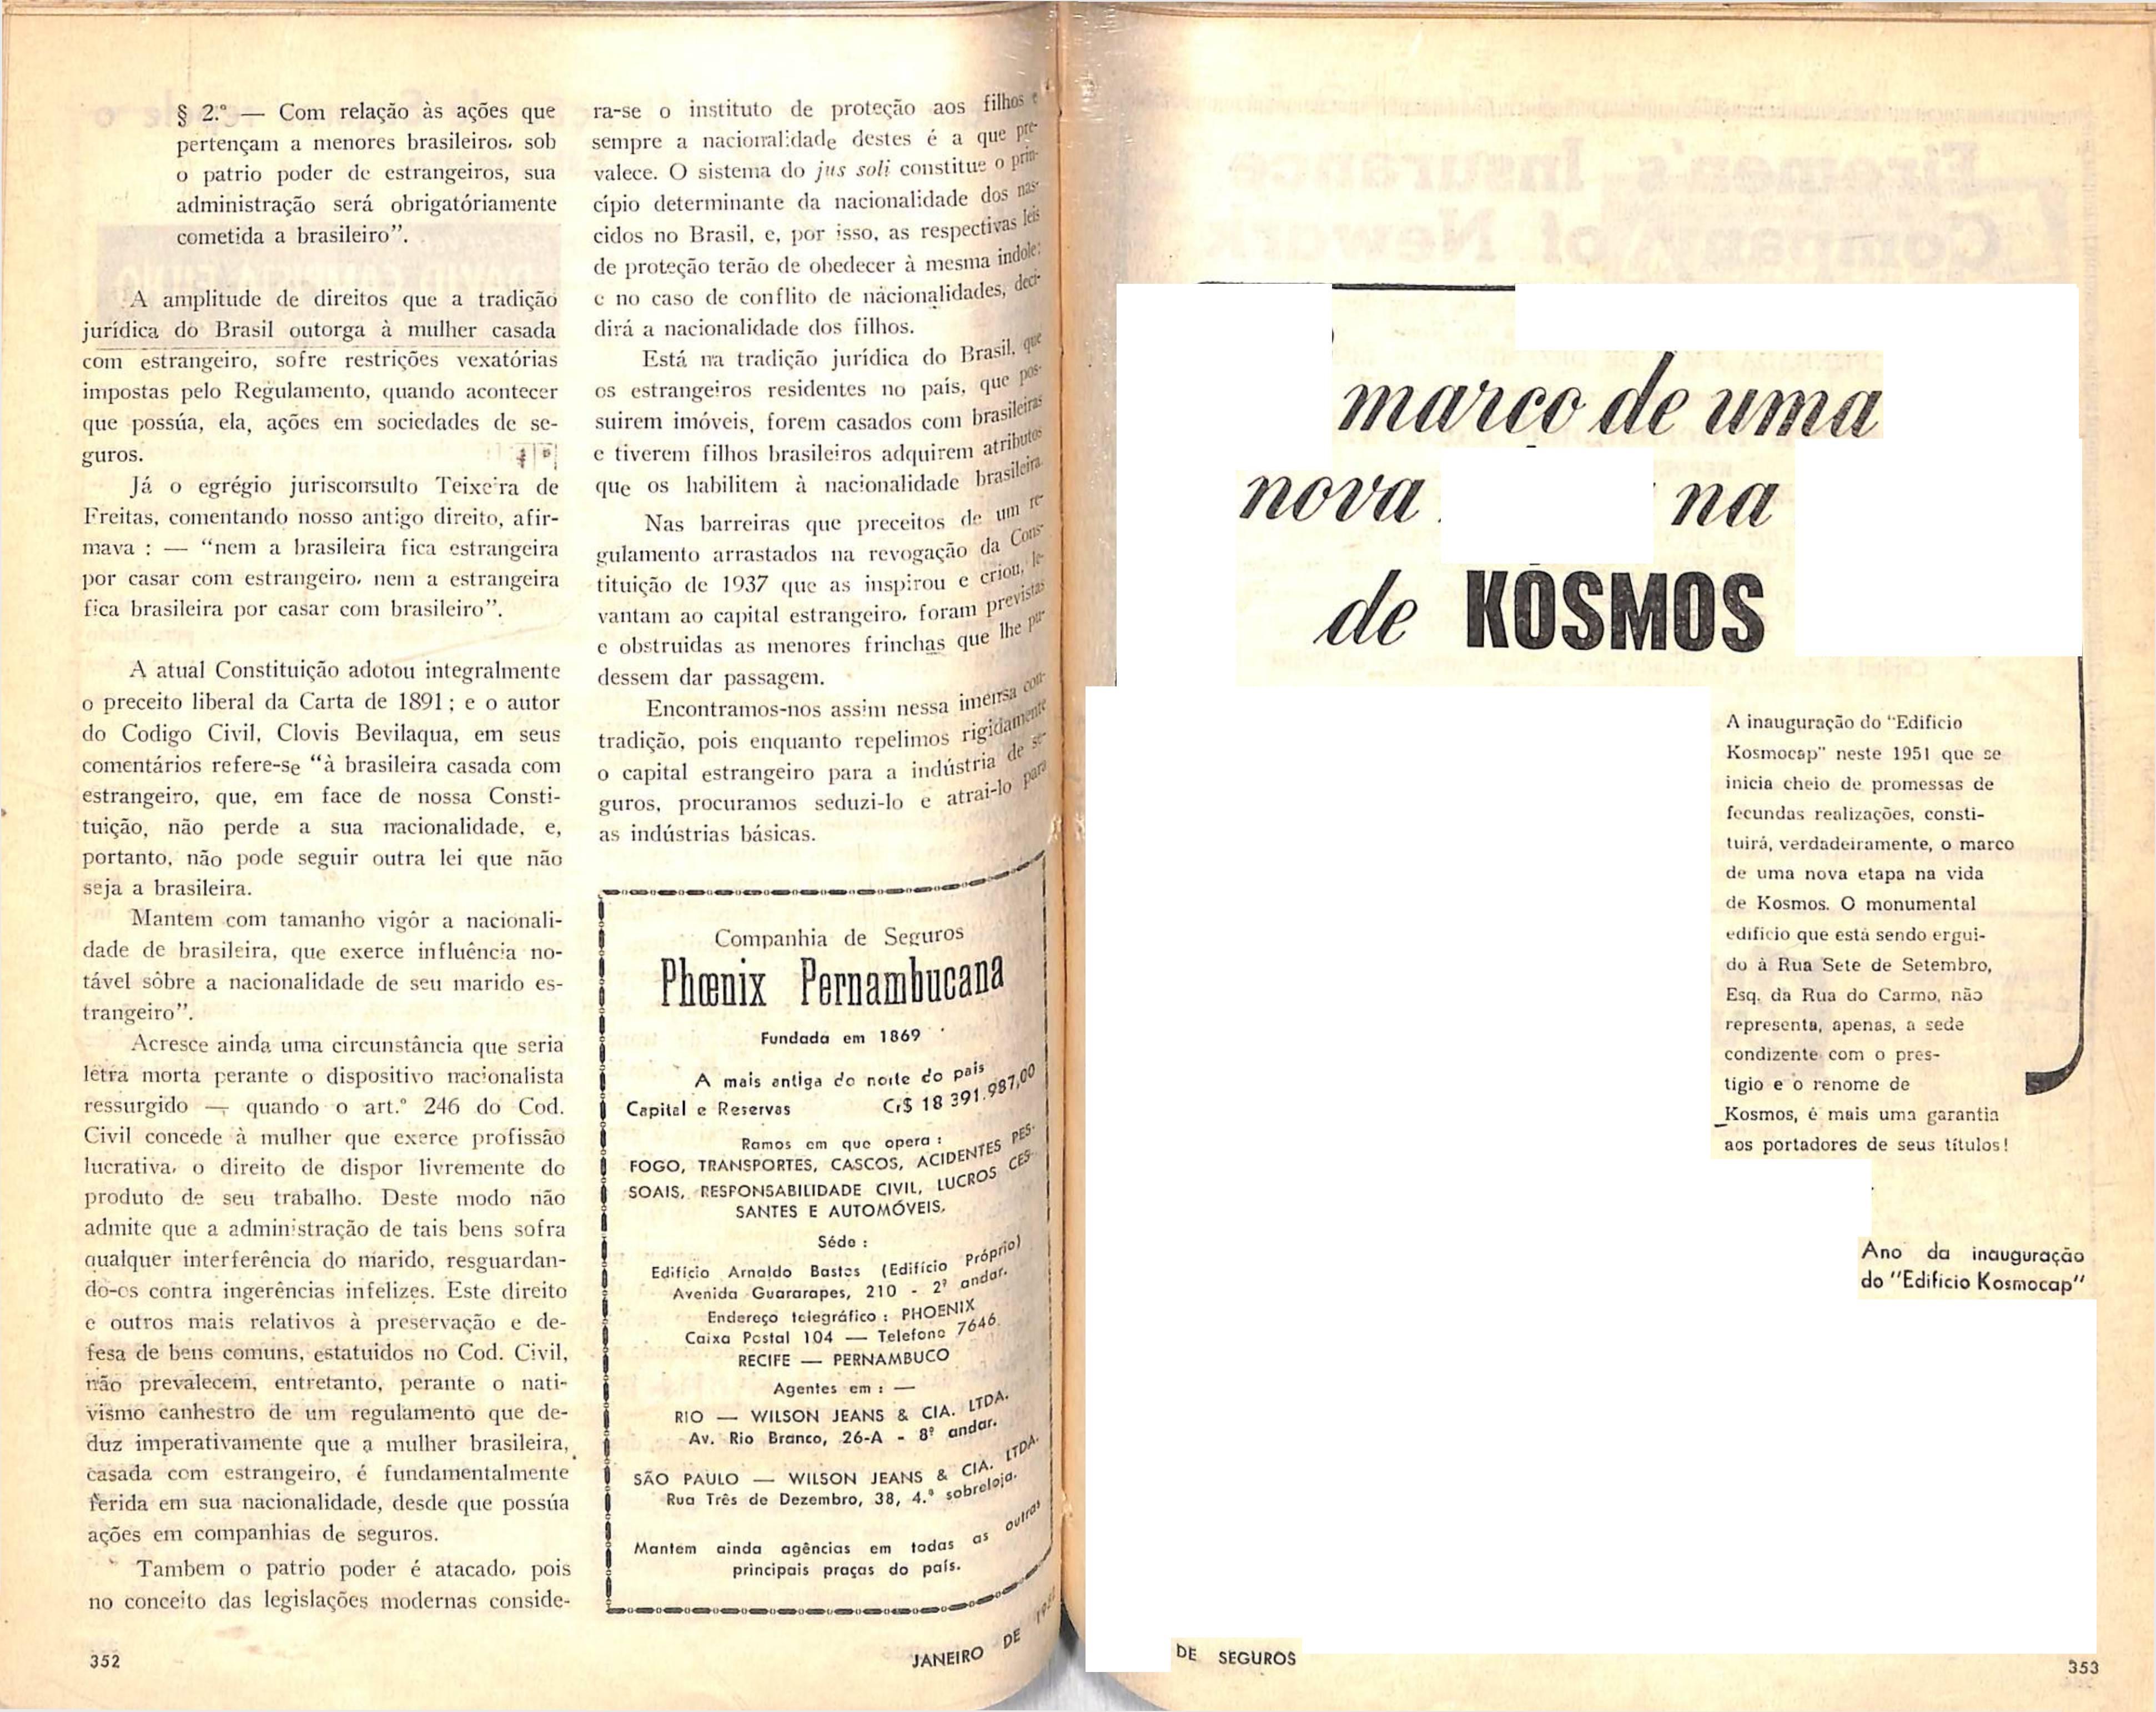 § 2.º — Com relação às ações que
pertençam a menores brasileiros, sob
o patrio poder de estrangeiros, sua
administração será obrigatóriamente
cometida a brasileiro”.
A amplitude de direitos que a tradição
jurídica do Brasil outorga à mulher casada
com estrangeiro, sofre restrições vexatórias
impostas pelo Regulamento, quando acontecer
que possúa, ela, ações em sociedades de se-
guros.
Já o egrégio jurisconsulto Teixeira de
Freitas, comentando nosso antigo direito, afir-
mava : — “nem a brasileira fica estrangeira
por casar com estrangeiro, nem a estrangeira
fica brasileira por casar com brasileiro”.
A atual Constituição adotou integralmente
o preceito liberal da Carta de 1891 ; e o autor
do Codigo Civil, Clovis Bevilaqua, em seus
comentários refere-se “à brasileira casada com
estrangeiro, que, em face de nossa Consti-
tuição, não perde a sua nacionalidade, e,
portanto, não pode seguir outra lei que não
seja a brasileira.
Mantem com tamanho vigôr a nacionali-
dade de brasileira, que exerce influência no-
tável sôbre a nacionalidade de seu marido es-
trangeiro”.
Acresce ainda uma circunstância que seria
letra morta perante o dispositivo nacionalista
ressurgido — quando o art.º 246 do Cod.
Civil concede à mulher que exerce profissão
lucrativa, o direito de dispor livremente do
produto de seu trabalho. Deste modo não
admite que a administração de tais bens sofra
qualquer interferência do marido, resguardan-
do-os contra ingerências infelizes. Este direito
e outros mais relativos à preservação e de-
fesa de bens comuns, estatuidos no Cod. Civil,
não prevalecem, entretanto, perante o nati-
vismo canhestro de um regulamento que de-
duz imperativamente que a mulher brasileira,
casada com estrangeiro, é fundamentalmente
ferida em sua nacionalidade, desde que possúa
ações em companhias de seguros.
Tambem o patrio poder é atacado, pois
no conceito das legislações modernas conside-
352
ra-se o instituto de proteção aos filhos e
sempre a nacionalidade destes é a que pre-
valece. O sistema do jus soli constitue o prin-
cípio determinante da nacionalidade dos nas-
cidos no Brasil, e, por isso, as respectivas leis
de proteção terão de obedecer à mesma indole;
e no caso de conflito de nacionalidades, deci-
dirá a nacionalidade dos filhos.
Está na tradição jurídica do Brasil, que
os estrangeiros residentes no país, que pos-
suirem imóveis, forem casados com brasileiras
e tiverem filhos brasileiros adquirem atributos
que os habilitem à nacionalidade brasileira.
Nas barreiras que preceitos de um re-
gulamento arrastados na revogação da Cons-
tituição de 1937 que as inspirou e criou, le-
vantam ao capital estrangeiro, foram previstas
e obstruidas as menores frinchas que lhe pu-
dessem dar passagem.
Encontramos-nos assim nessa imensa con-
tradição, pois enquanto repelimos rigidamente
o capital estrangeiro para a indústria de se-
guros, procuramos seduzi-lo e atrai-lo para
as indústrias básicas.
Companhia de Seguros
Phœnix Pernambucana
Fundada em 1869
A mais antiga do norte do país
Capital e Reservas Cr$ 18 391.987,00
Ramos em que opera :
FOGO, TRANSPORTES, CASCOS, ACIDENTES PES-
SOAIS, RESPONSABILIDADE CIVIL, LUCROS CES-
SANTES E AUTOMÓVEIS.
Séde :
Edifício Arnaldo Bastos (Edifício Próprio)
Avenida Guararapes, 210 - 2º andar.
Endereço telegráfico : PHOENIX
Caixa Postal 104 — Telefone 7646
RECIFE — PERNAMBUCO
Agentes em : —
RIO — WILSON JEANS & CIA. LTDA.
Av. Rio Branco, 26-A - 8º andar.
SÃO PAULO — WILSON JEANS & CIA. LTDA.
Rua Três de Dezembro, 38, 4.º sobreloja.
Mantem ainda agências em todas as outras
principais praças do país.
JANEIRO DE
marco de uma
nova na
de KOSMOS
A inauguração do “Edificio
Kosmocap” neste 1951 que se
inicia cheio de promessas de
fecundas realizações, consti-
tuirá, verdadeiramente, o marco
de uma nova etapa na vida
de Kosmos. O monumental
edifício que está sendo ergui-
do à Rua Sete de Setembro,
Esq. da Rua do Carmo, não
representa, apenas, a sede
condizente com o pres-
tigio e o renome de
Kosmos, é mais uma garantia
aos portadores de seus títulos !
Ano da inauguração
do “Edificio Kosmocap”
DE SEGUROS
353